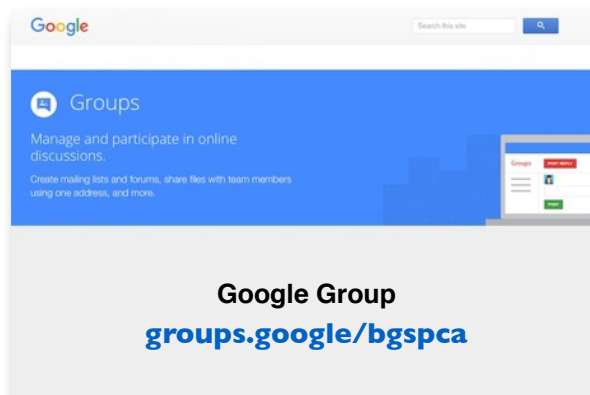 Google
Search this site
Groups
Manage and participate in online
discussions.
Create mailing lists and forums, share files with team members
using one address, and more.
Groups
POST REPLY
POST
Google Group
groups.google/bgspca